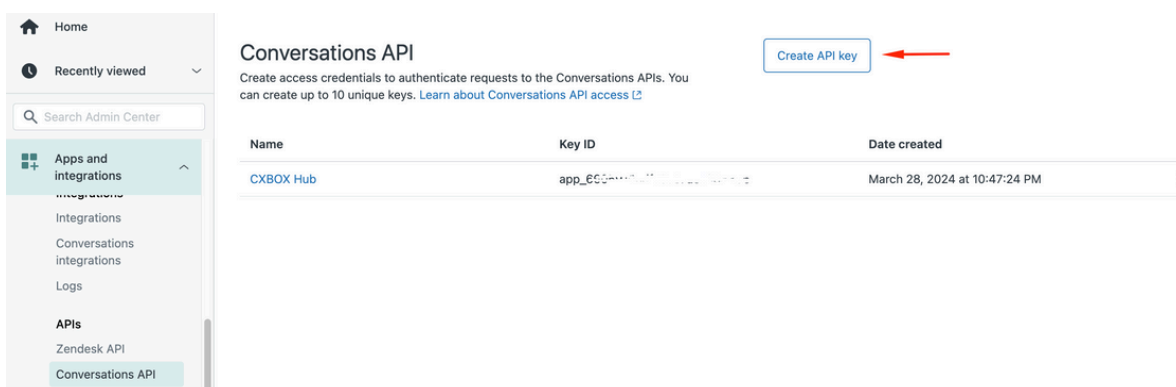 Home
Recently viewed
Search Admin Center
Apps and
integrations
Integrations
Integrations
Conversations
integrations
Logs
APIs
Zendesk API
Conversations API
Conversations API
Create API key
Create access credentials to authenticate requests to the Conversations APIs. You
can create up to 10 unique keys. Learn about Conversations API access
Name Key ID Date created
CXBOX Hub March 28, 2024 at 10:47:24 PM